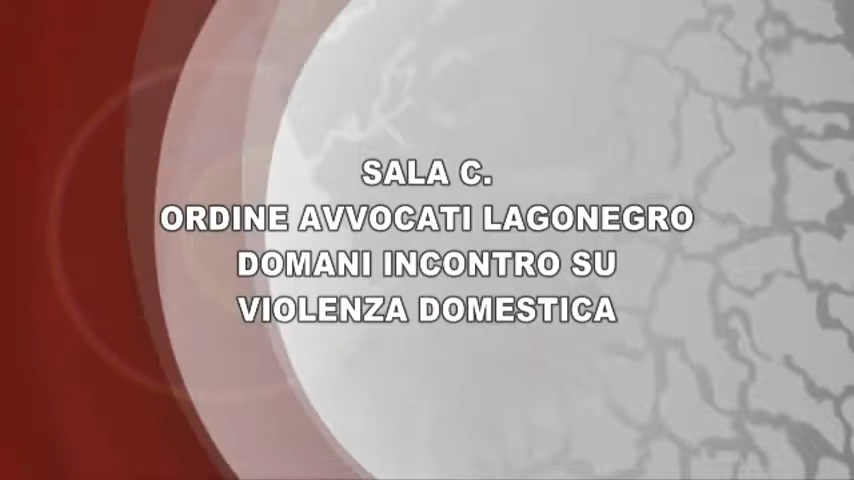 SALA C.
ORDINE AVVOCATI LAGONEGRO
DOMANI INCONTRO SU
VIOLENZA DOMESTICA